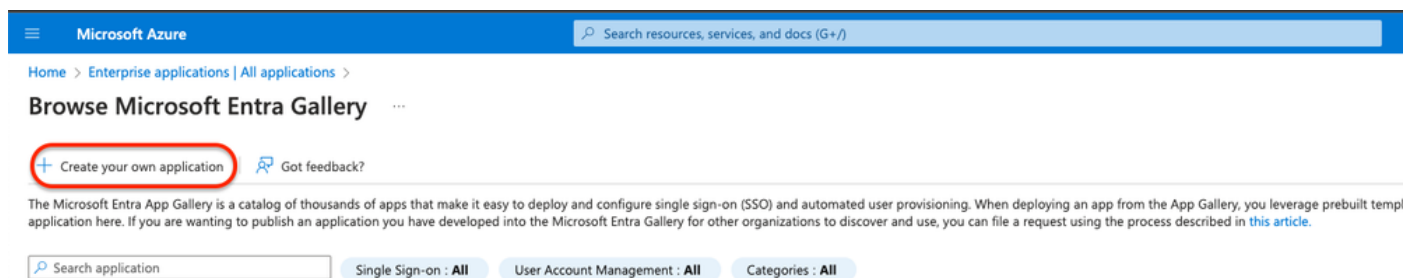 Microsoft Azure
Search resources, services, and docs (G+/)
Home > Enterprise applications | All applications >
Browse Microsoft Entra Gallery ...
+ Create your own application Got feedback?
The Microsoft Entra App Gallery is a catalog of thousands of apps that make it easy to deploy and configure single sign-on (SSO) and automated user provisioning. When deploying an app from the App Gallery, you leverage prebuilt
application here. If you are wanting to publish an application you have developed into the Microsoft Entra Gallery for other organizations to discover and use, you can file a request using the process described in this article.
Search application
Single Sign-on : All User Account Management : All Categories : All